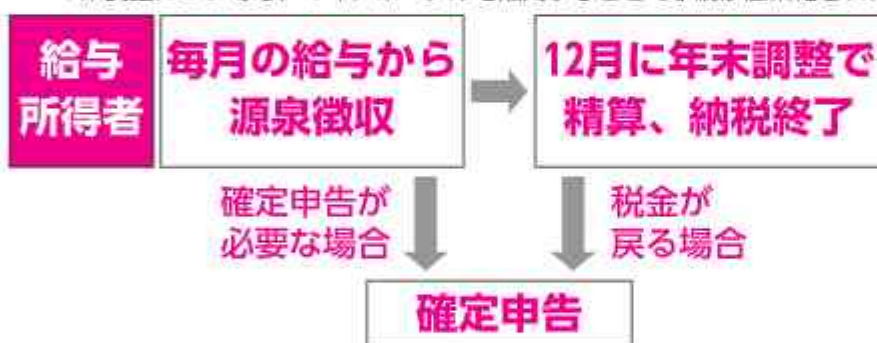 給与
所得者
毎月の給与から
源泉徴収
12月に年末調整で
精算、納税終了
確定申告が
必要な場合
税金が
戻る場合
確定申告